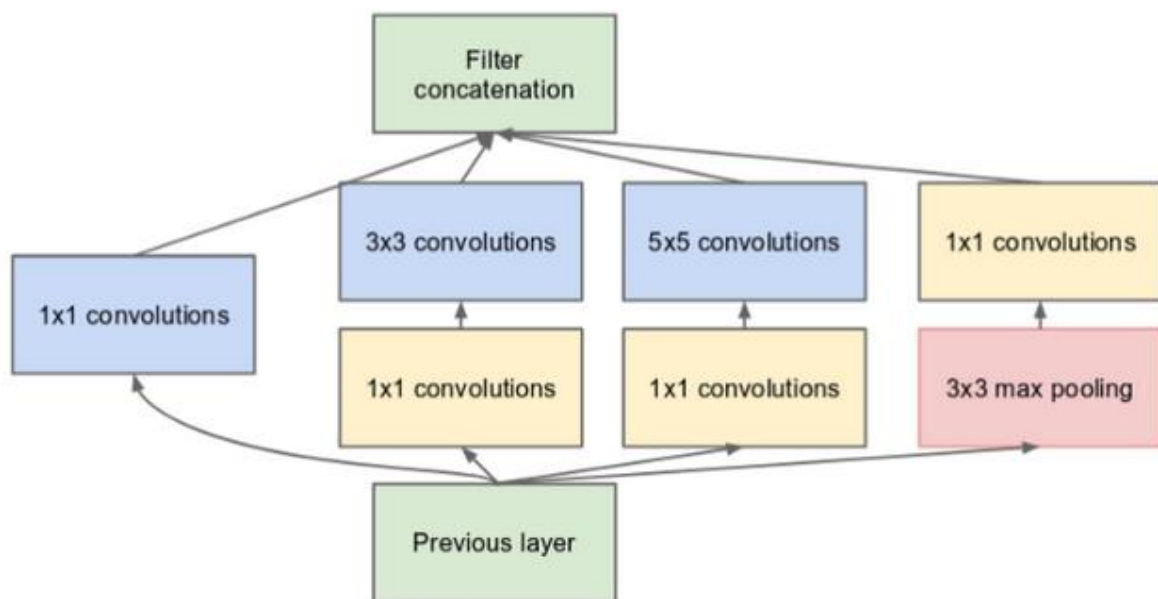 Filter
concatenation
3x3 convolutions
5x5 convolutions
1x1 convolutions
1x1 convolutions
1x1 convolutions
1x1 convolutions
3x3 max pooling
Previous layer